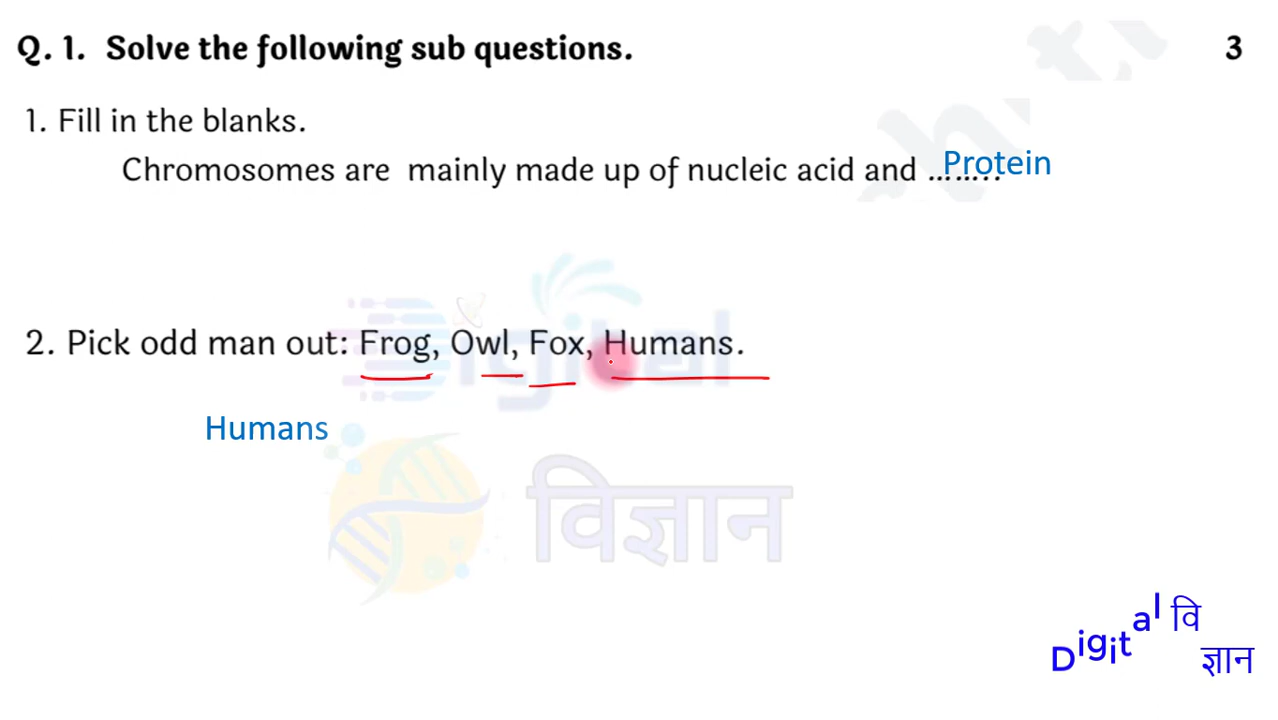 Q. 1. Solve the following sub questions. 3
1. Fill in the blanks.
Chromosomes are mainly made up of nucleic acid and ........ Protein
2. Pick odd man out: Frog, Owl, Fox, Humans.
Humans
Digital
विज्ञान
Digital वि
ज्ञान